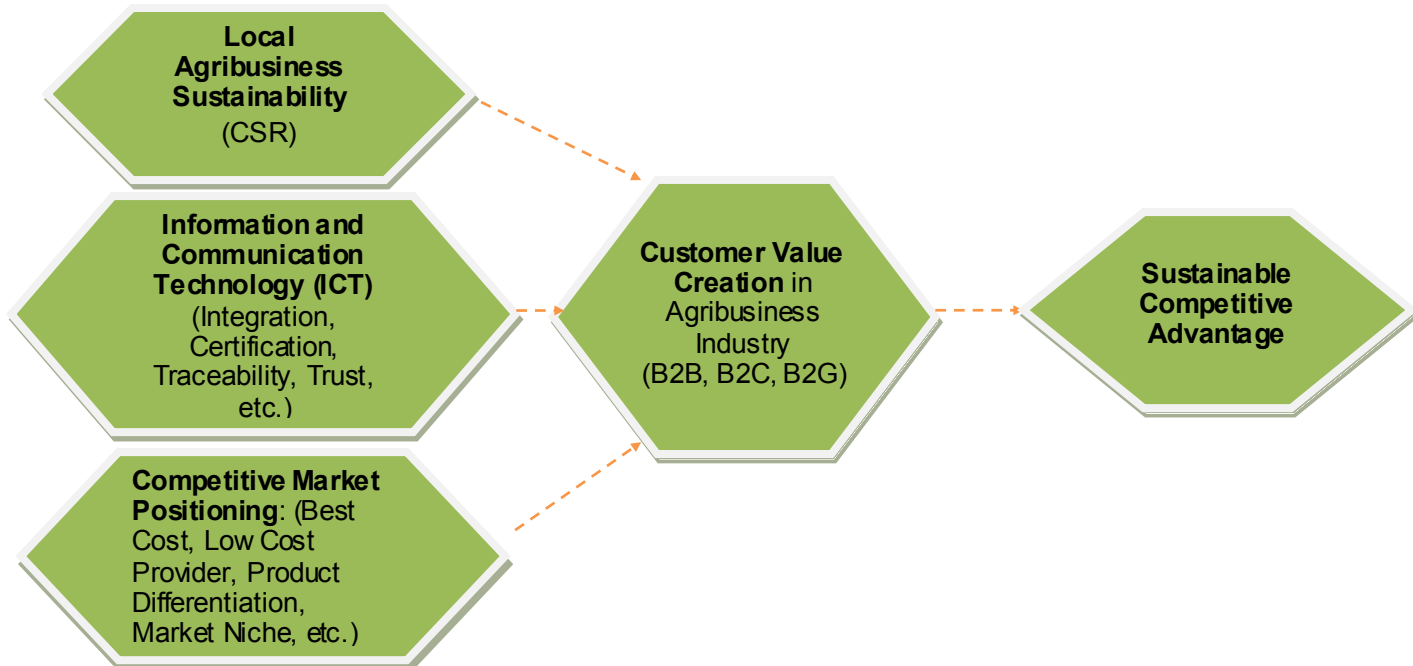 Local
Agribusiness
Sustainability
(CSR)
Information and
Communication
Technology (ICT)
(Integration,
Certification,
Traceability, Trust,
etc.)
Competitive Market
Positioning: (Best
Cost, Low Cost
Provider, Product
Differentiation,
Market Niche, etc.)
Customer Value
Creation in
Agribusiness
Industry
(B2B, B2C, B2G)
Sustainable
Competitive
Advantage